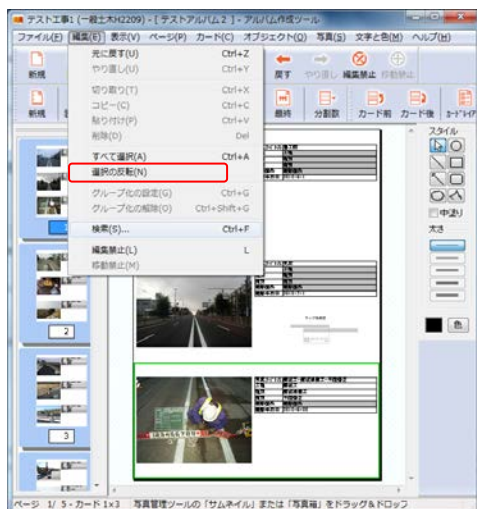 テスト工事1 (一般土木H2209) - [ テストアルバム2 ] - アルバム作成ツール
ファイル(F) 編集(E) 表示(V) ページ(P) カード(C) オブジェクト(O) 写真(S) 文字と色(M) ヘルプ(H)
新規 戻す やり直し 編集禁止 移動禁止
新規 最終 分割数 カード前 カード後
元に戻す(U) Ctrl+Z
やり直し(U) Ctrl+Y
切り取り(X) Ctrl+X
コピー(C) Ctrl+C
貼り付け(P) Ctrl+V
削除(D) Del
すべて選択(A) Ctrl+A
選択の反転(N)
グループ化の設定(G) Ctrl+G
グループ化の解除(O) Ctrl+Shift+G
検索(S)... Ctrl+F
編集禁止(L) L
移動禁止(M)
スタイル
中塗り
太さ
色
1
2
3
ページ 1/ 5 - カード 1×3 写真管理ツールの「サムネイル」または「写真箱」をドラッグ&ドロップ